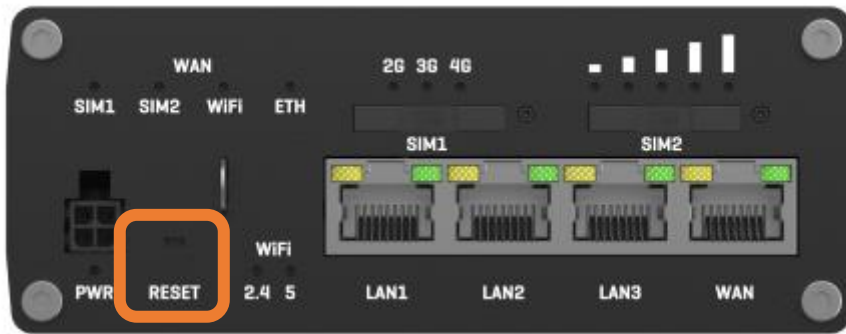 WAN
SIM1 SIM2 WiFi ETH
2G 3G 4G
SIM1
SIM2
PWR RESET
WiFi
2.4 5
LAN1 LAN2 LAN3 WAN